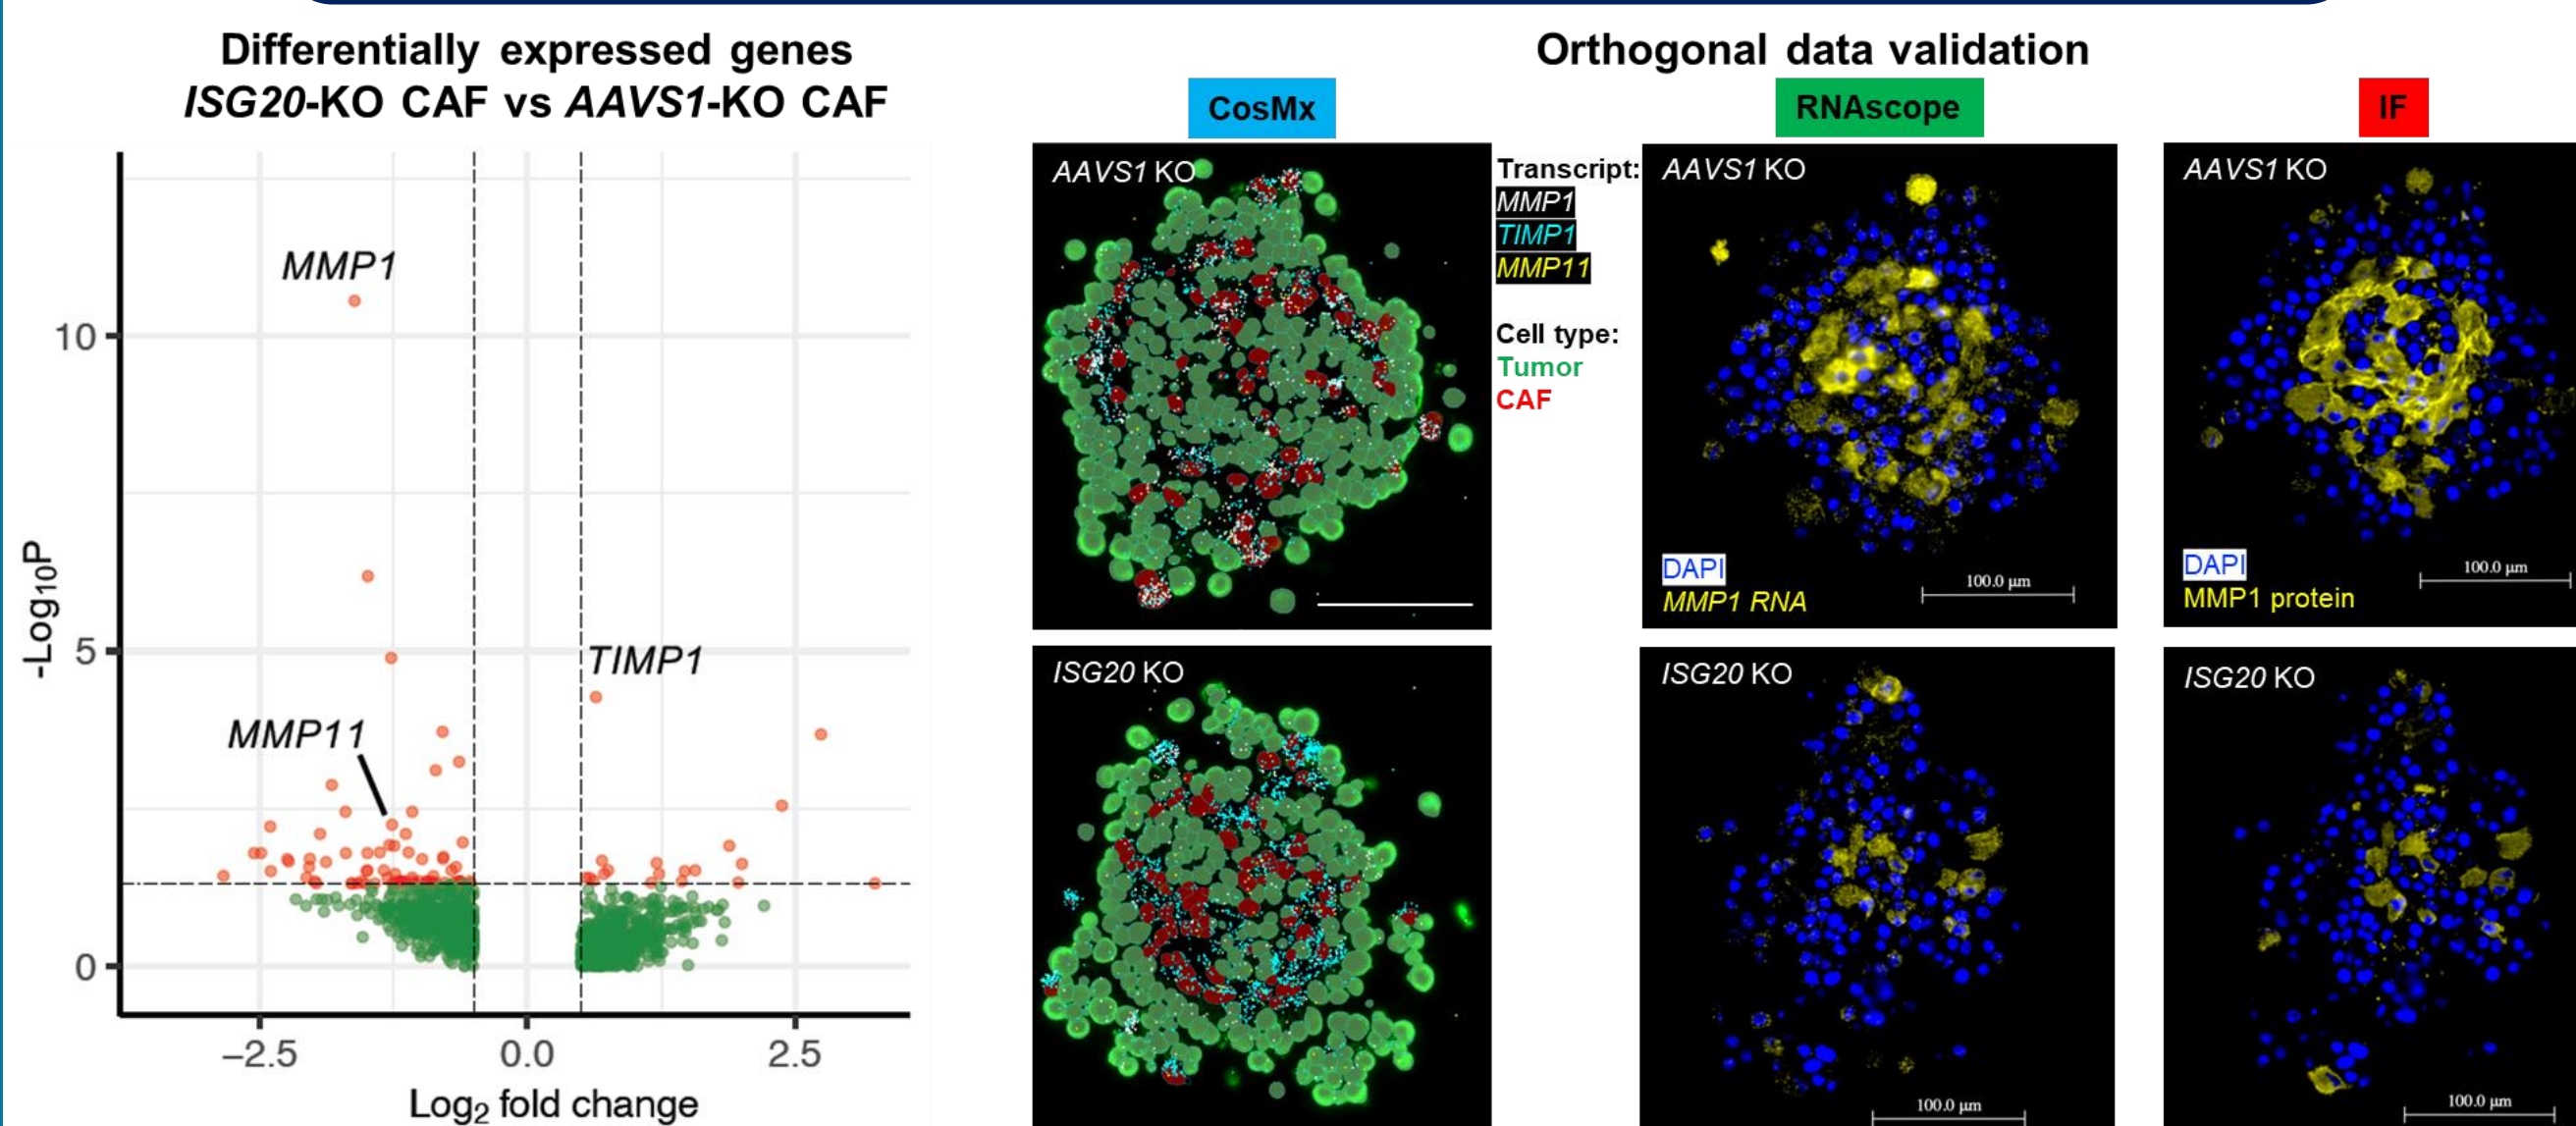 Differentially expressed genes
ISG20-KO CAF vs AAVS1-KO CAF
-Log10P
10
5
0
MMP1
TIMP1
MMP11
−2.5
0.0
2.5
Log2 fold change
Orthogonal data validation
CosMx
RNAscope
IF
AAVS1 KO
Transcript:
MMP1
TIMP1
MMP11
Cell type:
Tumor
CAF
AAVS1 KO
DAPI
MMP1 RNA
100.0 µm
AAVS1 KO
DAPI
MMP1 protein
100.0 µm
ISG20 KO
ISG20 KO
100.0 µm
ISG20 KO
100.0 µm